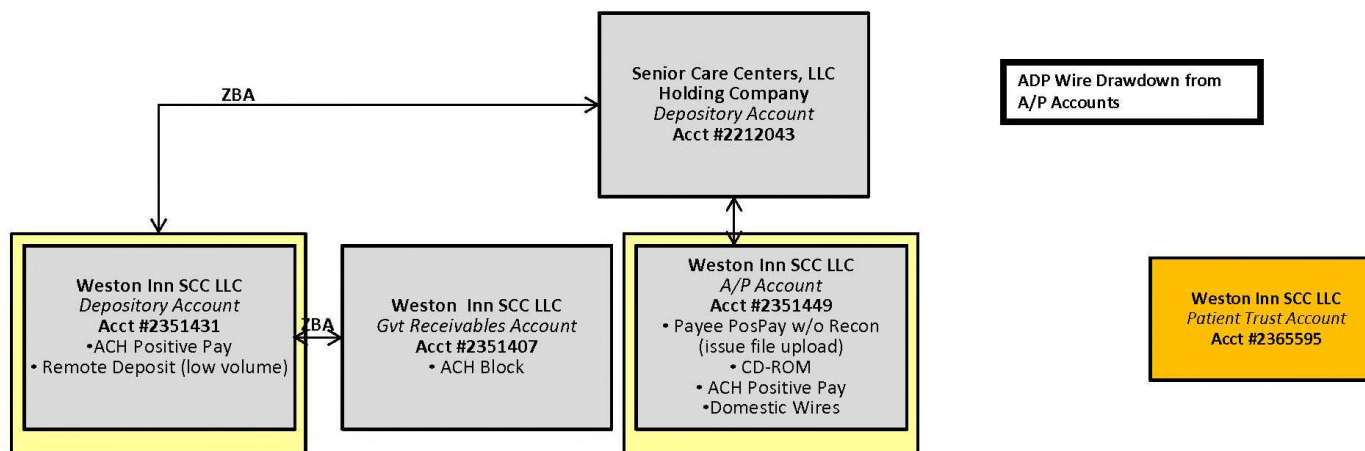 Senior Care Centers, LLC
Holding Company
Depository Account
Acct #2212043
ADP Wire Drawdown from
A/P Accounts
ZBA
Weston Inn SCC LLC
Depository Account
Acct #2351431
•ACH Positive Pay
• Remote Deposit (low volume)
ZBA
Weston Inn SCC LLC
Gvt Receivables Account
Acct #2351407
• ACH Block
Weston Inn SCC LLC
A/P Account
Acct #2351449
• Payee PosPay w/o Recon
(issue file upload)
• CD-ROM
• ACH Positive Pay
•Domestic Wires
Weston Inn SCC LLC
Patient Trust Account
Acct #2365595